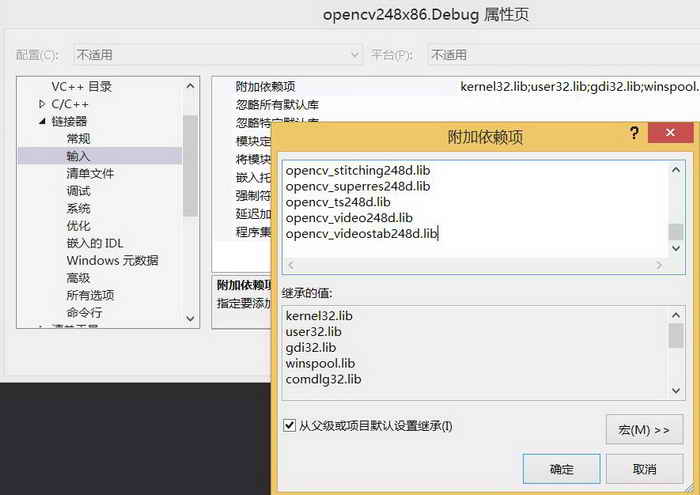 opencv248x86.Debug 属性页
配置(C): 不适用 平台(P): 不适用
VC++ 目录
C/C++
链接器
常规
输入
清单文件
调试
系统
优化
嵌入的 IDL
Windows 元数据
高级
所有选项
命令行
附加依赖项 kernel32.lib;user32.lib;gdi32.lib;winspool.
忽略所有默认库
忽略特定默认库
模块定
将模块
嵌入托
强制符
延迟加
程序集
附加依赖项
指定要添加
附加依赖项
? ×
opencv_stitching248d.lib
opencv_superres248d.lib
opencv_ts248d.lib
opencv_video248d.lib
opencv_videostab248d.lib
继承的值:
kernel32.lib
user32.lib
gdi32.lib
winspool.lib
comdlg32.lib
从父级或项目默认设置继承(I)
宏(M) >>
确定 取消